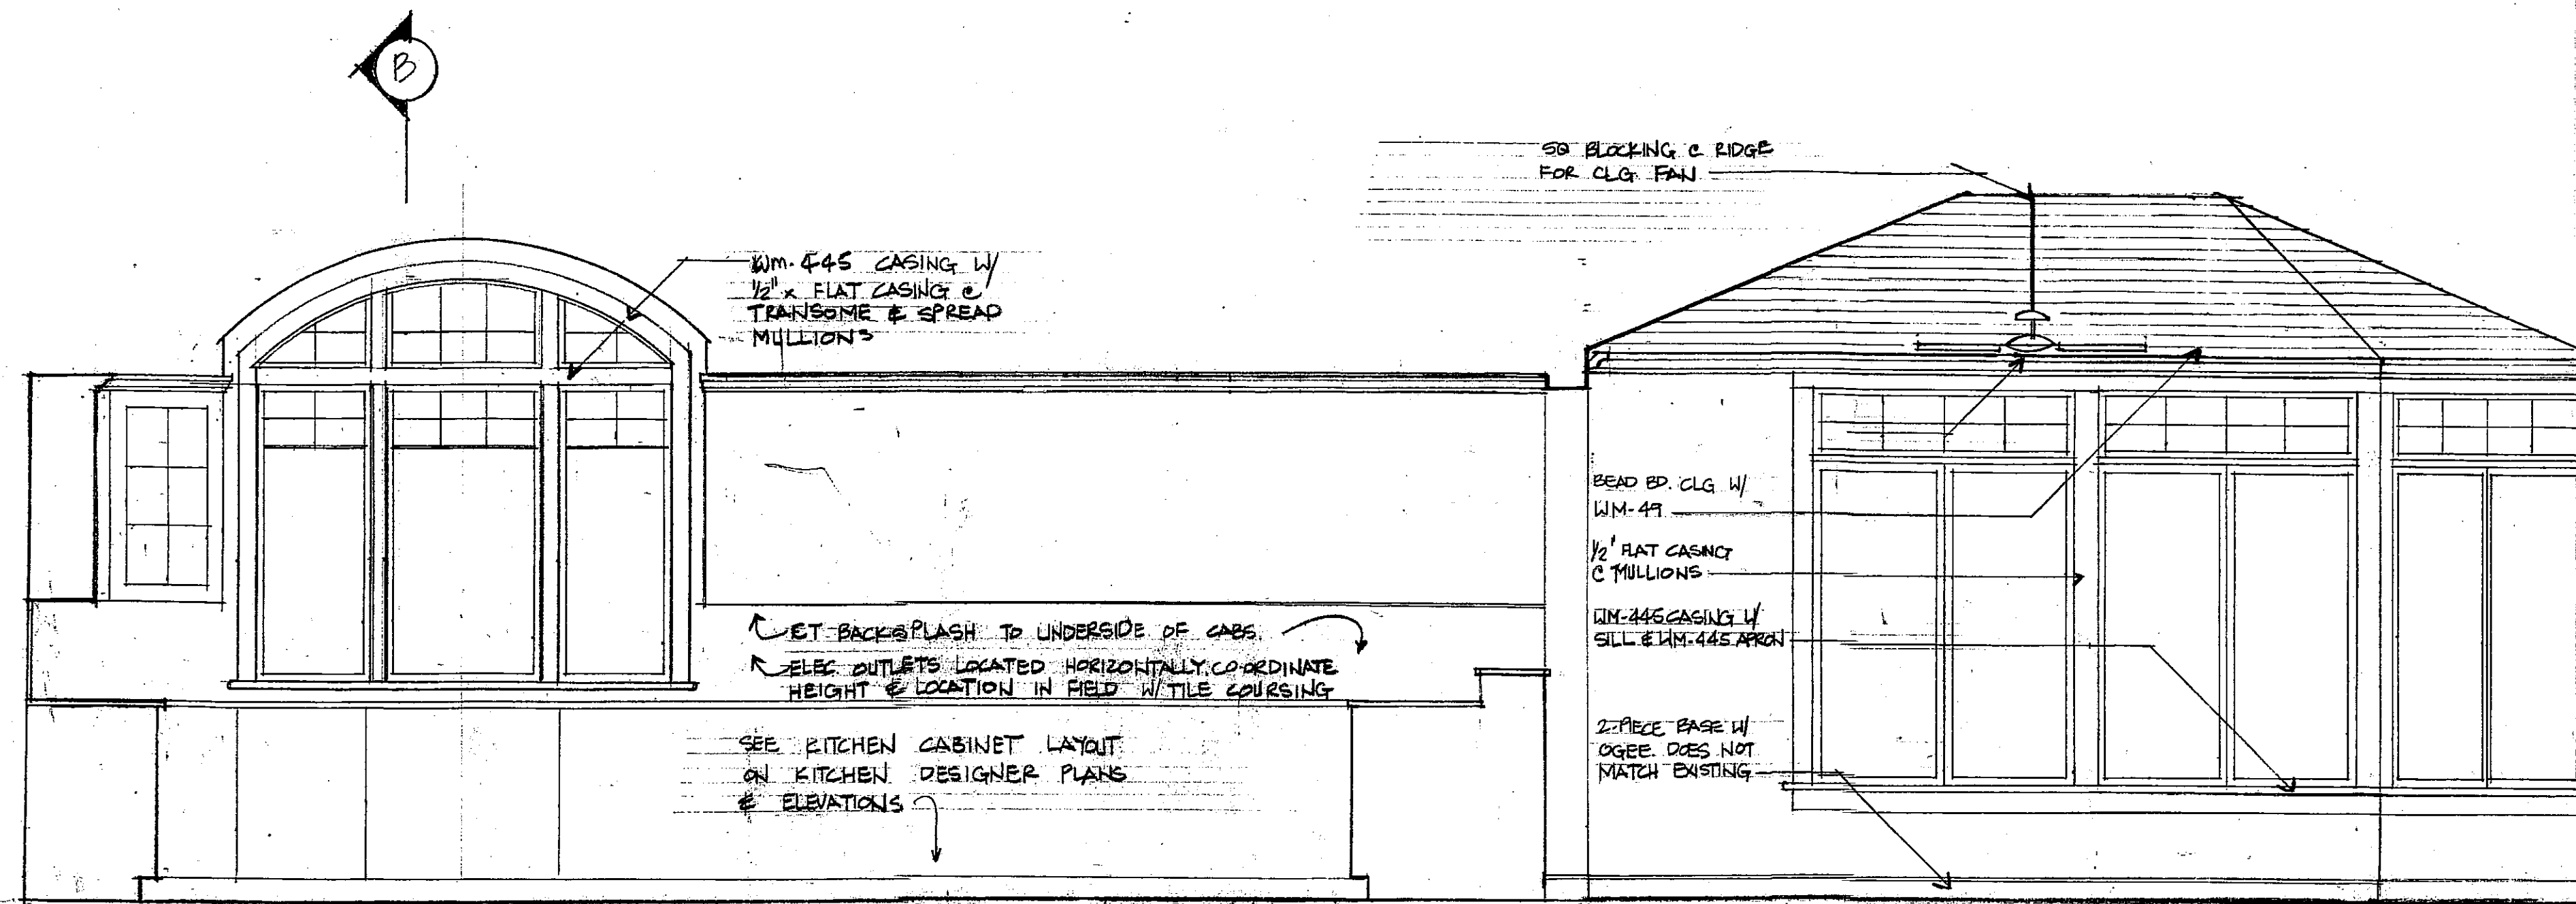 B
SQ BLOCKING @ RIDGE
FOR CLG FAN
WM-445 CASING W/
1/2" x FLAT CASING @
TRANSOME & SPREAD
MULLIONS
BEAD BD. CLG W/
WM-49
1/2" FLAT CASING
@ MULLIONS
WM-445 CASING W/
SILL & WM-445 APRON
CT BACKSPLASH TO UNDERSIDE OF CABS.
ELEC OUTLETS LOCATED HORIZONTALLY. CO-ORDINATE
HEIGHT & LOCATION IN FIELD W/ TILE COURSING
SEE KITCHEN CABINET LAYOUT
ON KITCHEN DESIGNER PLANS
& ELEVATIONS
2-PIECE BASE W/
OGEE. DOES NOT
MATCH EXISTING